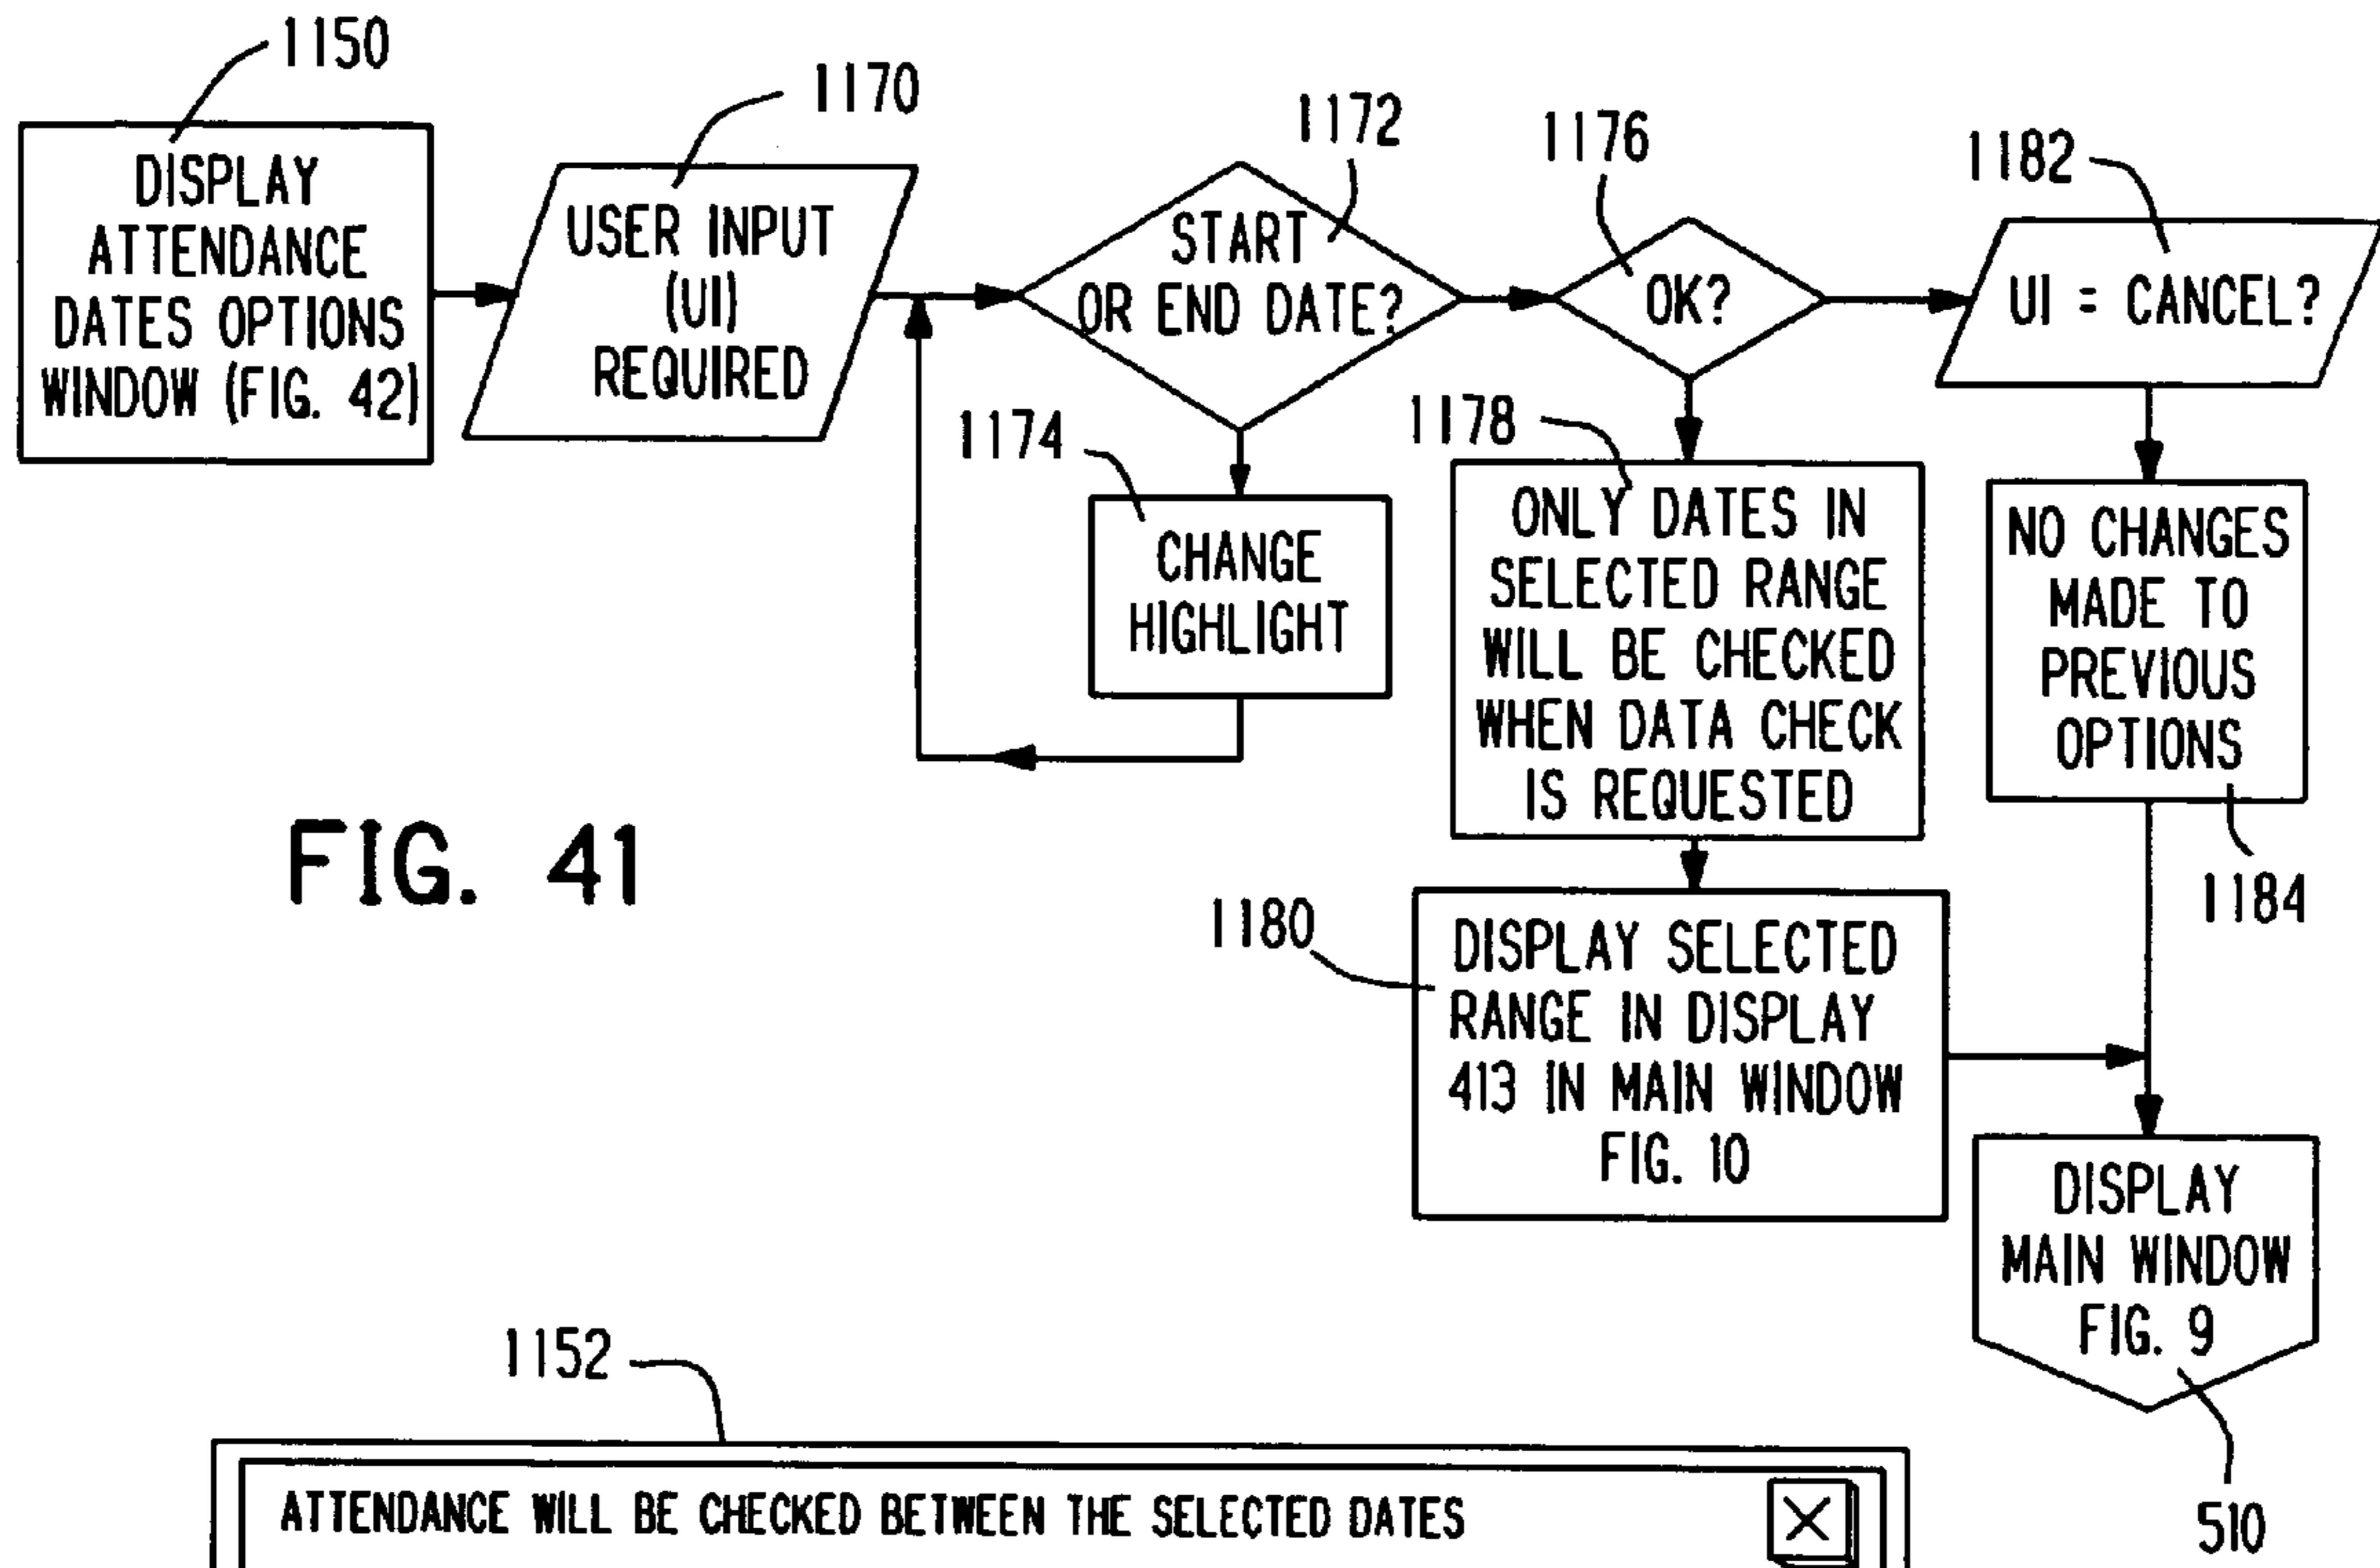 1150
DISPLAY
ATTENDANCE
DATES OPTIONS
WINDOW (FIG. 42)
1170
USER INPUT
(UI)
REQUIRED
1172
START
OR END DATE?
1174
CHANGE
HIGHLIGHT
1176
OK?
1178
ONLY DATES IN
SELECTED RANGE
WILL BE CHECKED
WHEN DATA CHECK
IS REQUESTED
1180
DISPLAY SELECTED
RANGE IN DISPLAY
413 IN MAIN WINDOW
FIG. 10
1182
UI = CANCEL?
NO CHANGES
MADE TO
PREVIOUS
OPTIONS
1184
DISPLAY
MAIN WINDOW
FIG. 9
510
FIG. 41
1152
ATTENDANCE WILL BE CHECKED BETWEEN THE SELECTED DATES
X